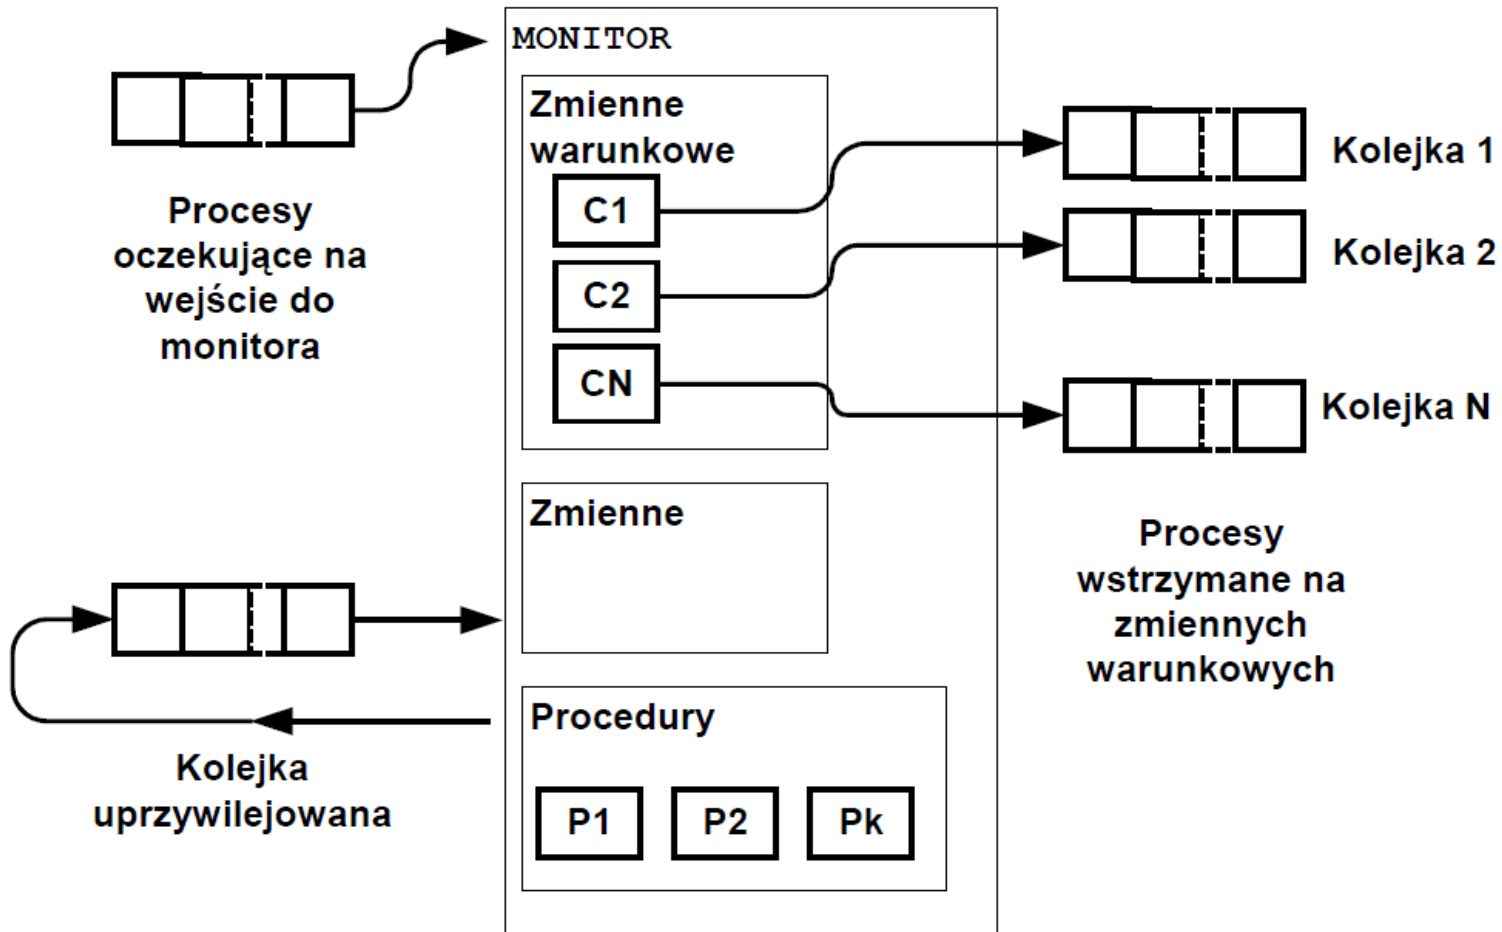 MONITOR
Zmienne
warunkowe
C1
C2
CN
Kolejka 1
Kolejka 2
Kolejka N
Procesy
oczekujące na
wejście do
monitora
Zmienne
Procesy
wstrzymane na
zmiennych
warunkowych
Procedury
P1 P2 Pk
Kolejka
uprzywilejowana